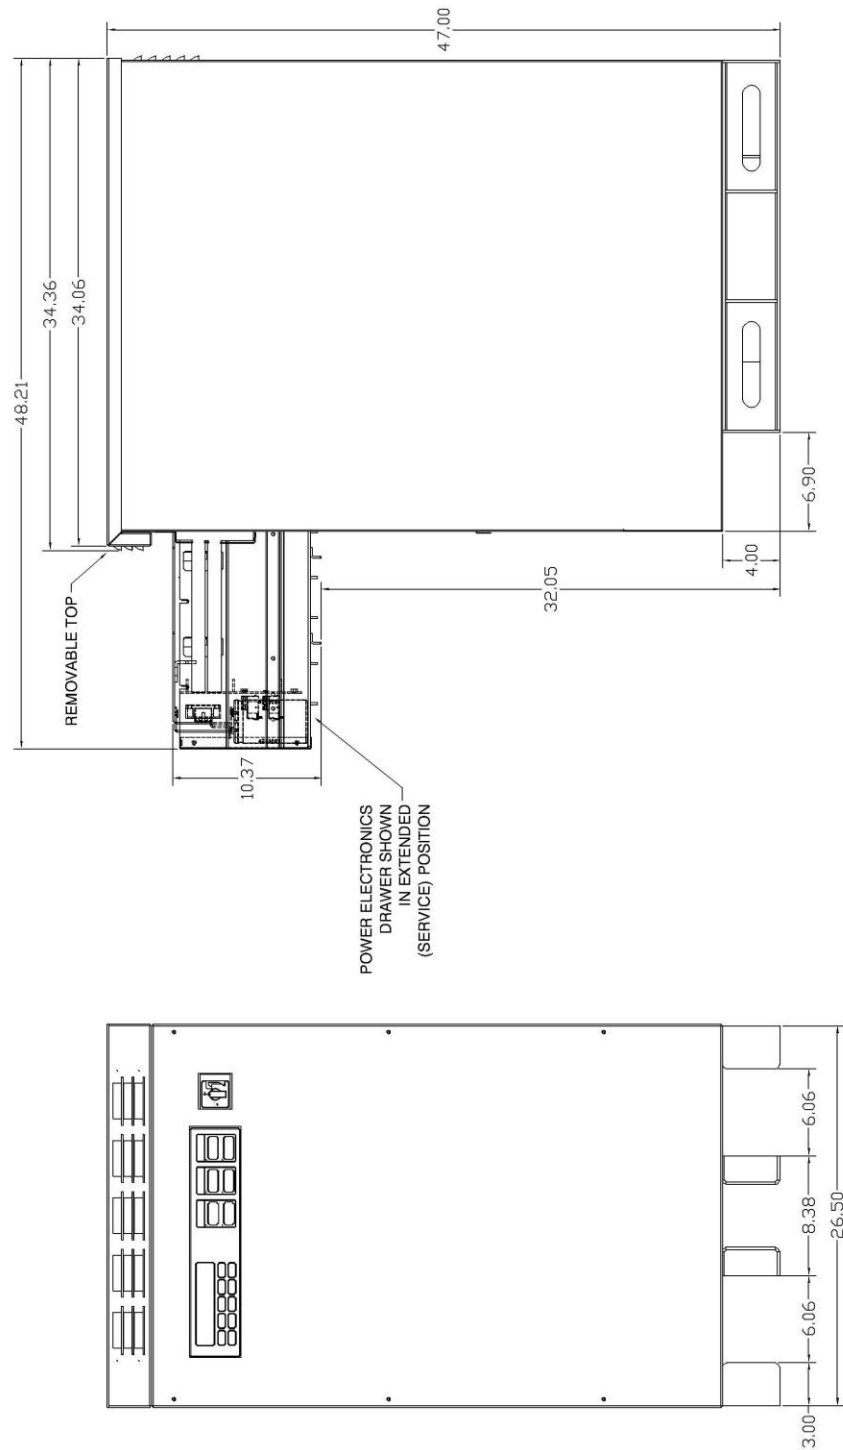 48.21
34.36
34.06
47.00
REMOVABLE TOP
10.37
32.05
4.00
6.90
POWER ELECTRONICS
DRAWER SHOWN
IN EXTENDED
(SERVICE) POSITION
3.00
6.06
8.38
6.06
26.50